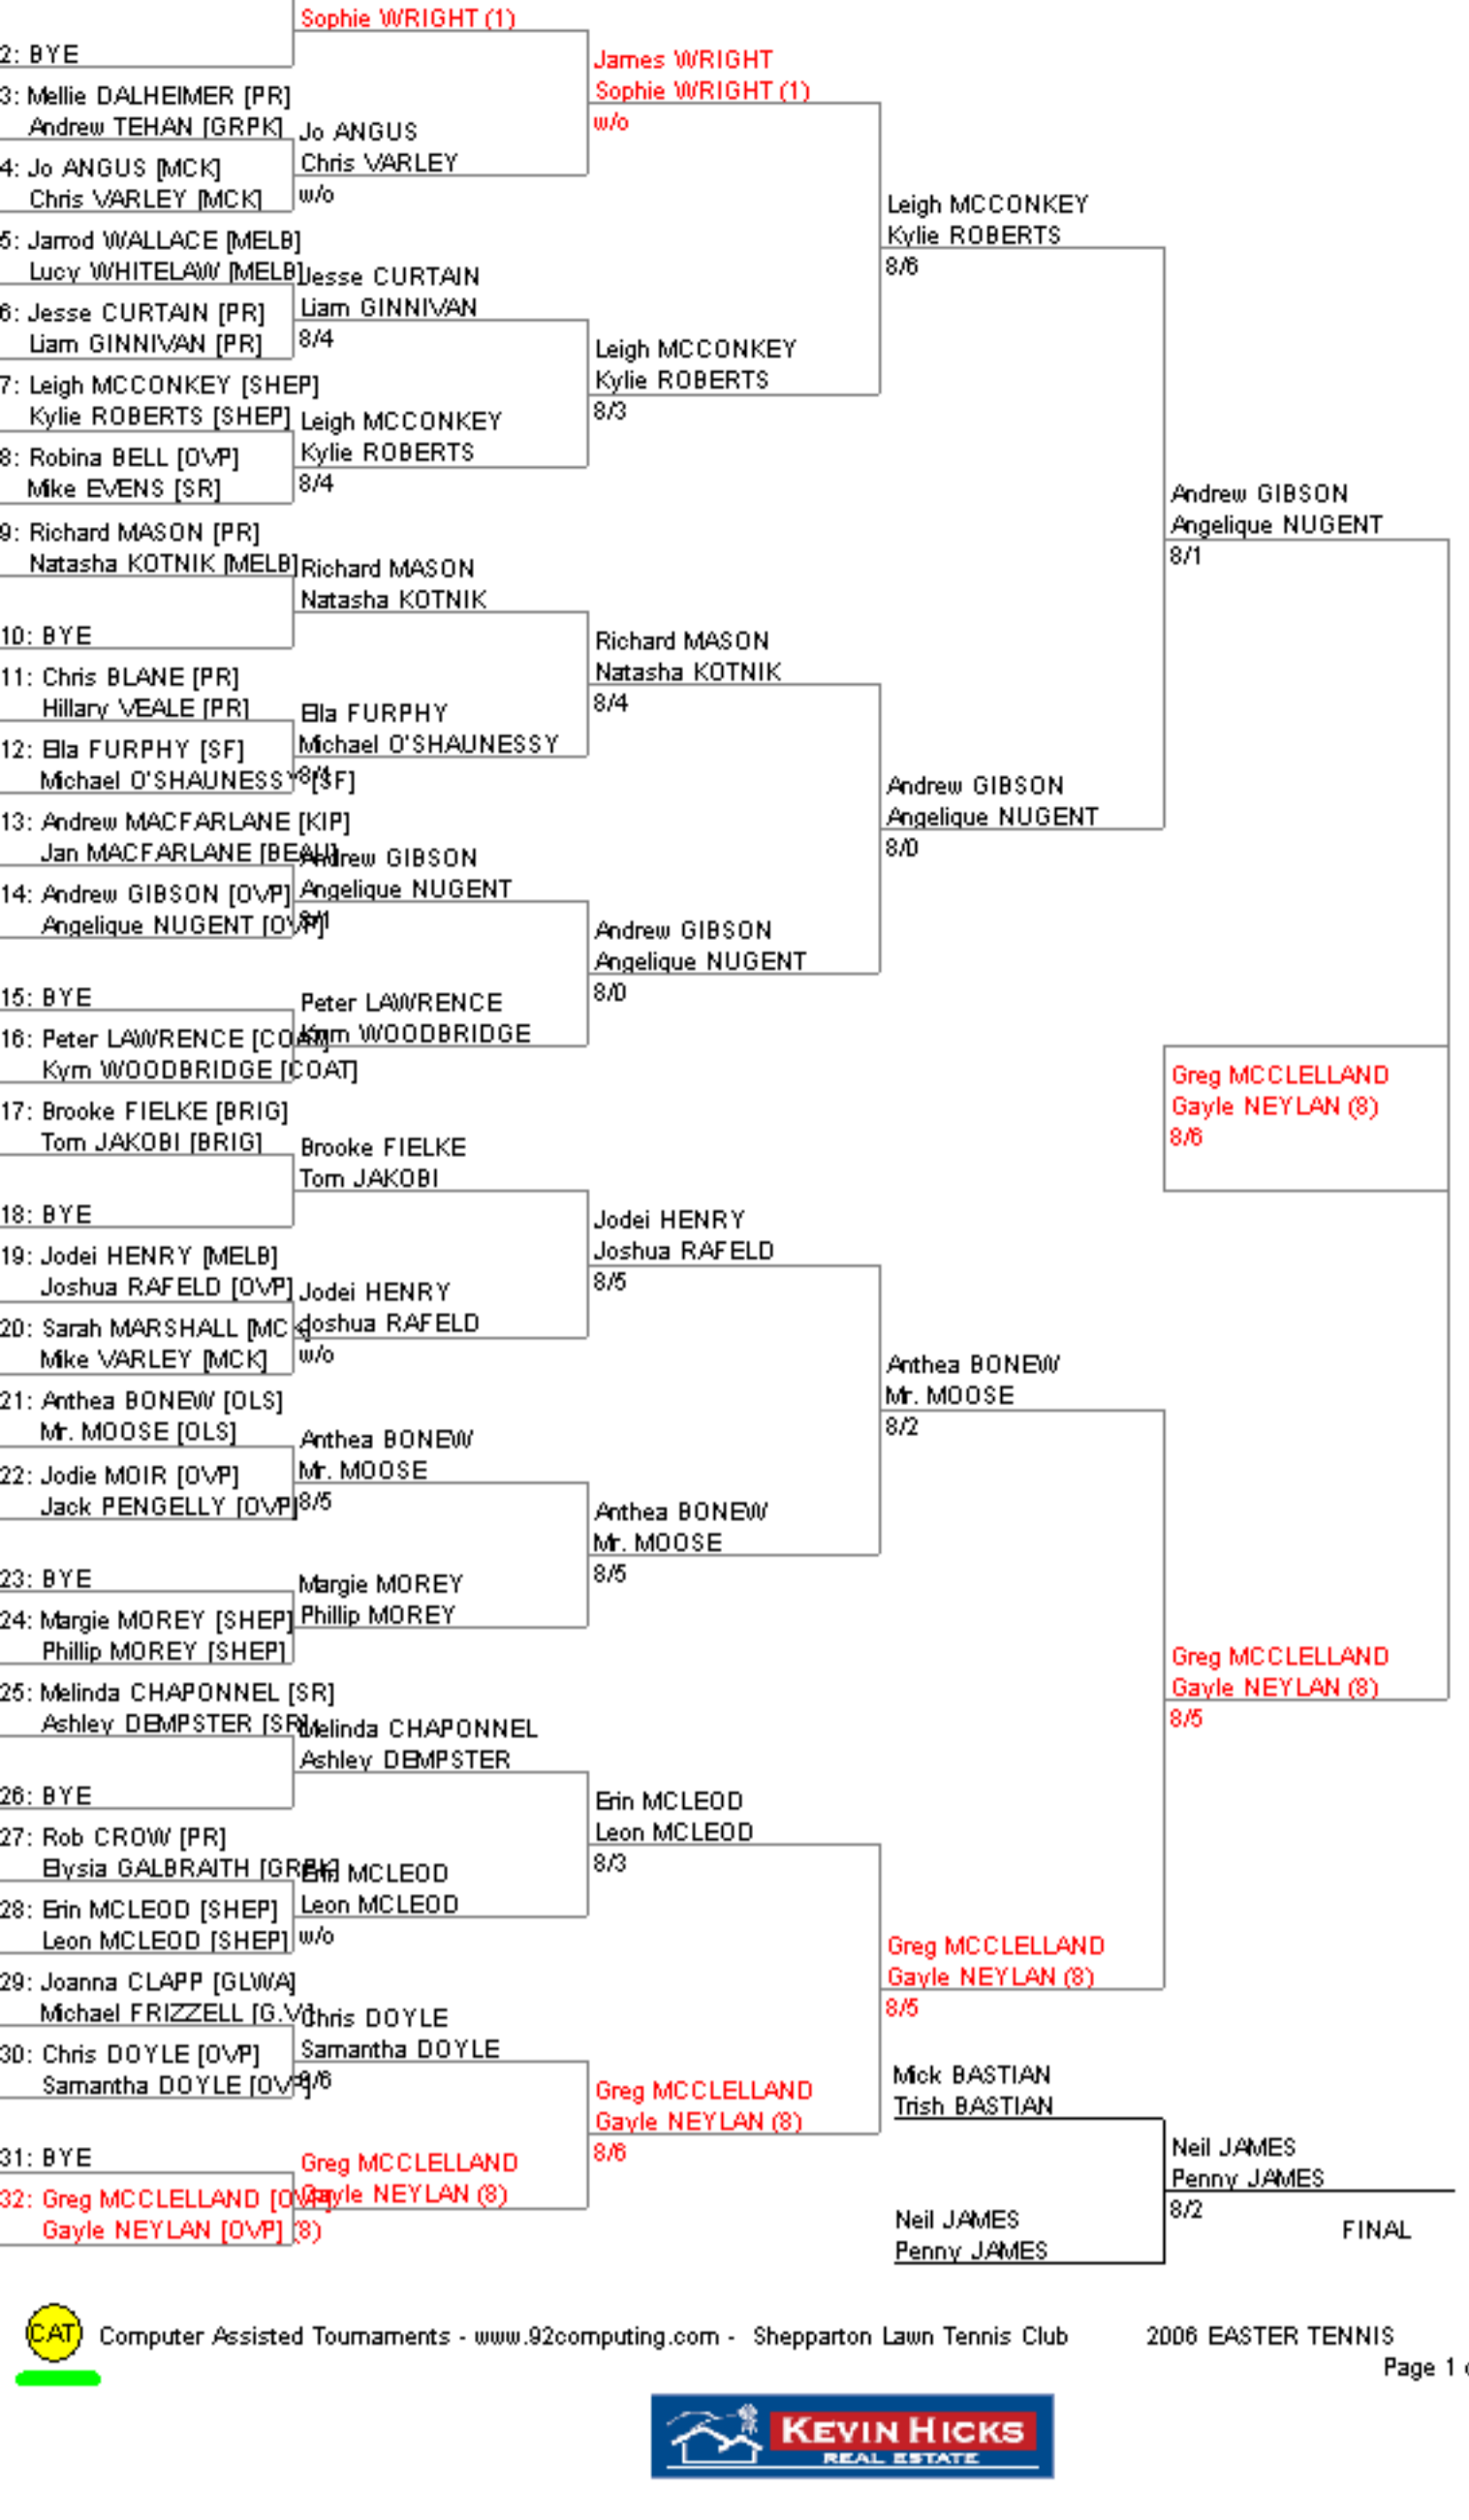 Sophie WRIGHT (1)
2: BYE
3: Mellie DALHEIMER [PR]
Andrew TEHAN [GRPK]
4: Jo ANGUS [MCK]
Chris VARLEY [MCK]
5: Jarrod WALLACE [MELB]
Lucy WHITELAW [MELB]
6: Jesse CURTAIN [PR]
Liam GINNIVAN [PR]
7: Leigh MCCONKEY [SHEP]
Kylie ROBERTS [SHEP]
8: Robina BELL [OVP]
Mike EVENS [SR]
9: Richard MASON [PR]
Natasha KOTNIK [MELB]
10: BYE
11: Chris BLANE [PR]
Hillary VEALE [PR]
12: Ella FURPHY [SF]
Michael O'SHAUNESSY [SF]
13: Andrew MACFARLANE [KIP]
Jan MACFARLANE [BEAU]
14: Andrew GIBSON [OVP]
Angelique NUGENT [OVP]
15: BYE
16: Peter LAWRENCE [COAT]
Kym WOODBRIDGE [COAT]
17: Brooke FIELKE [BRIG]
Tom JAKOBI [BRIG]
18: BYE
19: Jodei HENRY [MELB]
Joshua RAFELD [OVP]
20: Sarah MARSHALL [MCK]
Mike VARLEY [MCK]
21: Anthea BONEW [OLS]
Mr. MOOSE [OLS]
22: Jodie MOIR [OVP]
Jack PENGELLY [OVP]
23: BYE
24: Margie MOREY [SHEP]
Phillip MOREY [SHEP]
25: Melinda CHAPONNEL [SR]
Ashley DEMPSTER [SR]
26: BYE
27: Rob CROW [PR]
Elysia GALBRAITH [GRPK]
28: Erin MCLEOD [SHEP]
Leon MCLEOD [SHEP]
29: Joanna CLAPP [GLWA]
Michael FRIZZELL [G.V]
30: Chris DOYLE [OVP]
Samantha DOYLE [OVP]
31: BYE
32: Greg MCCLELLAND [OVP]
Gayle NEYLAN [OVP] (8)
Jo ANGUS
Chris VARLEY
w/o
Jesse CURTAIN
Liam GINNIVAN
8/4
Leigh MCCONKEY
Kylie ROBERTS
8/4
Richard MASON
Natasha KOTNIK
Ella FURPHY
Michael O'SHAUNESSY
Andrew GIBSON
Angelique NUGENT
Peter LAWRENCE
Kym WOODBRIDGE
Brooke FIELKE
Tom JAKOBI
Jodei HENRY
Joshua RAFELD
w/o
Anthea BONEW
Mr. MOOSE
8/5
Margie MOREY
Phillip MOREY
Melinda CHAPONNEL
Ashley DEMPSTER
Erin MCLEOD
Leon MCLEOD
w/o
Chris DOYLE
Samantha DOYLE
Greg MCCLELLAND
Gayle NEYLAN (8)
James WRIGHT
Sophie WRIGHT (1)
w/o
Leigh MCCONKEY
Kylie ROBERTS
8/3
Richard MASON
Natasha KOTNIK
8/4
Andrew GIBSON
Angelique NUGENT
8/0
Jodei HENRY
Joshua RAFELD
8/5
Anthea BONEW
Mr. MOOSE
8/5
Erin MCLEOD
Leon MCLEOD
8/3
Greg MCCLELLAND
Gayle NEYLAN (8)
8/6
Leigh MCCONKEY
Kylie ROBERTS
8/6
Andrew GIBSON
Angelique NUGENT
8/0
Anthea BONEW
Mr. MOOSE
8/2
Greg MCCLELLAND
Gayle NEYLAN (8)
8/5
Andrew GIBSON
Angelique NUGENT
8/1
Greg MCCLELLAND
Gayle NEYLAN (8)
8/6
Greg MCCLELLAND
Gayle NEYLAN (8)
8/5
Mick BASTIAN
Trish BASTIAN
Neil JAMES
Penny JAMES
Neil JAMES
Penny JAMES
8/2
FINAL
CAT Computer Assisted Tournaments - www.92computing.com - Shepparton Lawn Tennis Club 2006 EASTER TENNIS
Page 1
KEVIN HICKS
REAL ESTATE